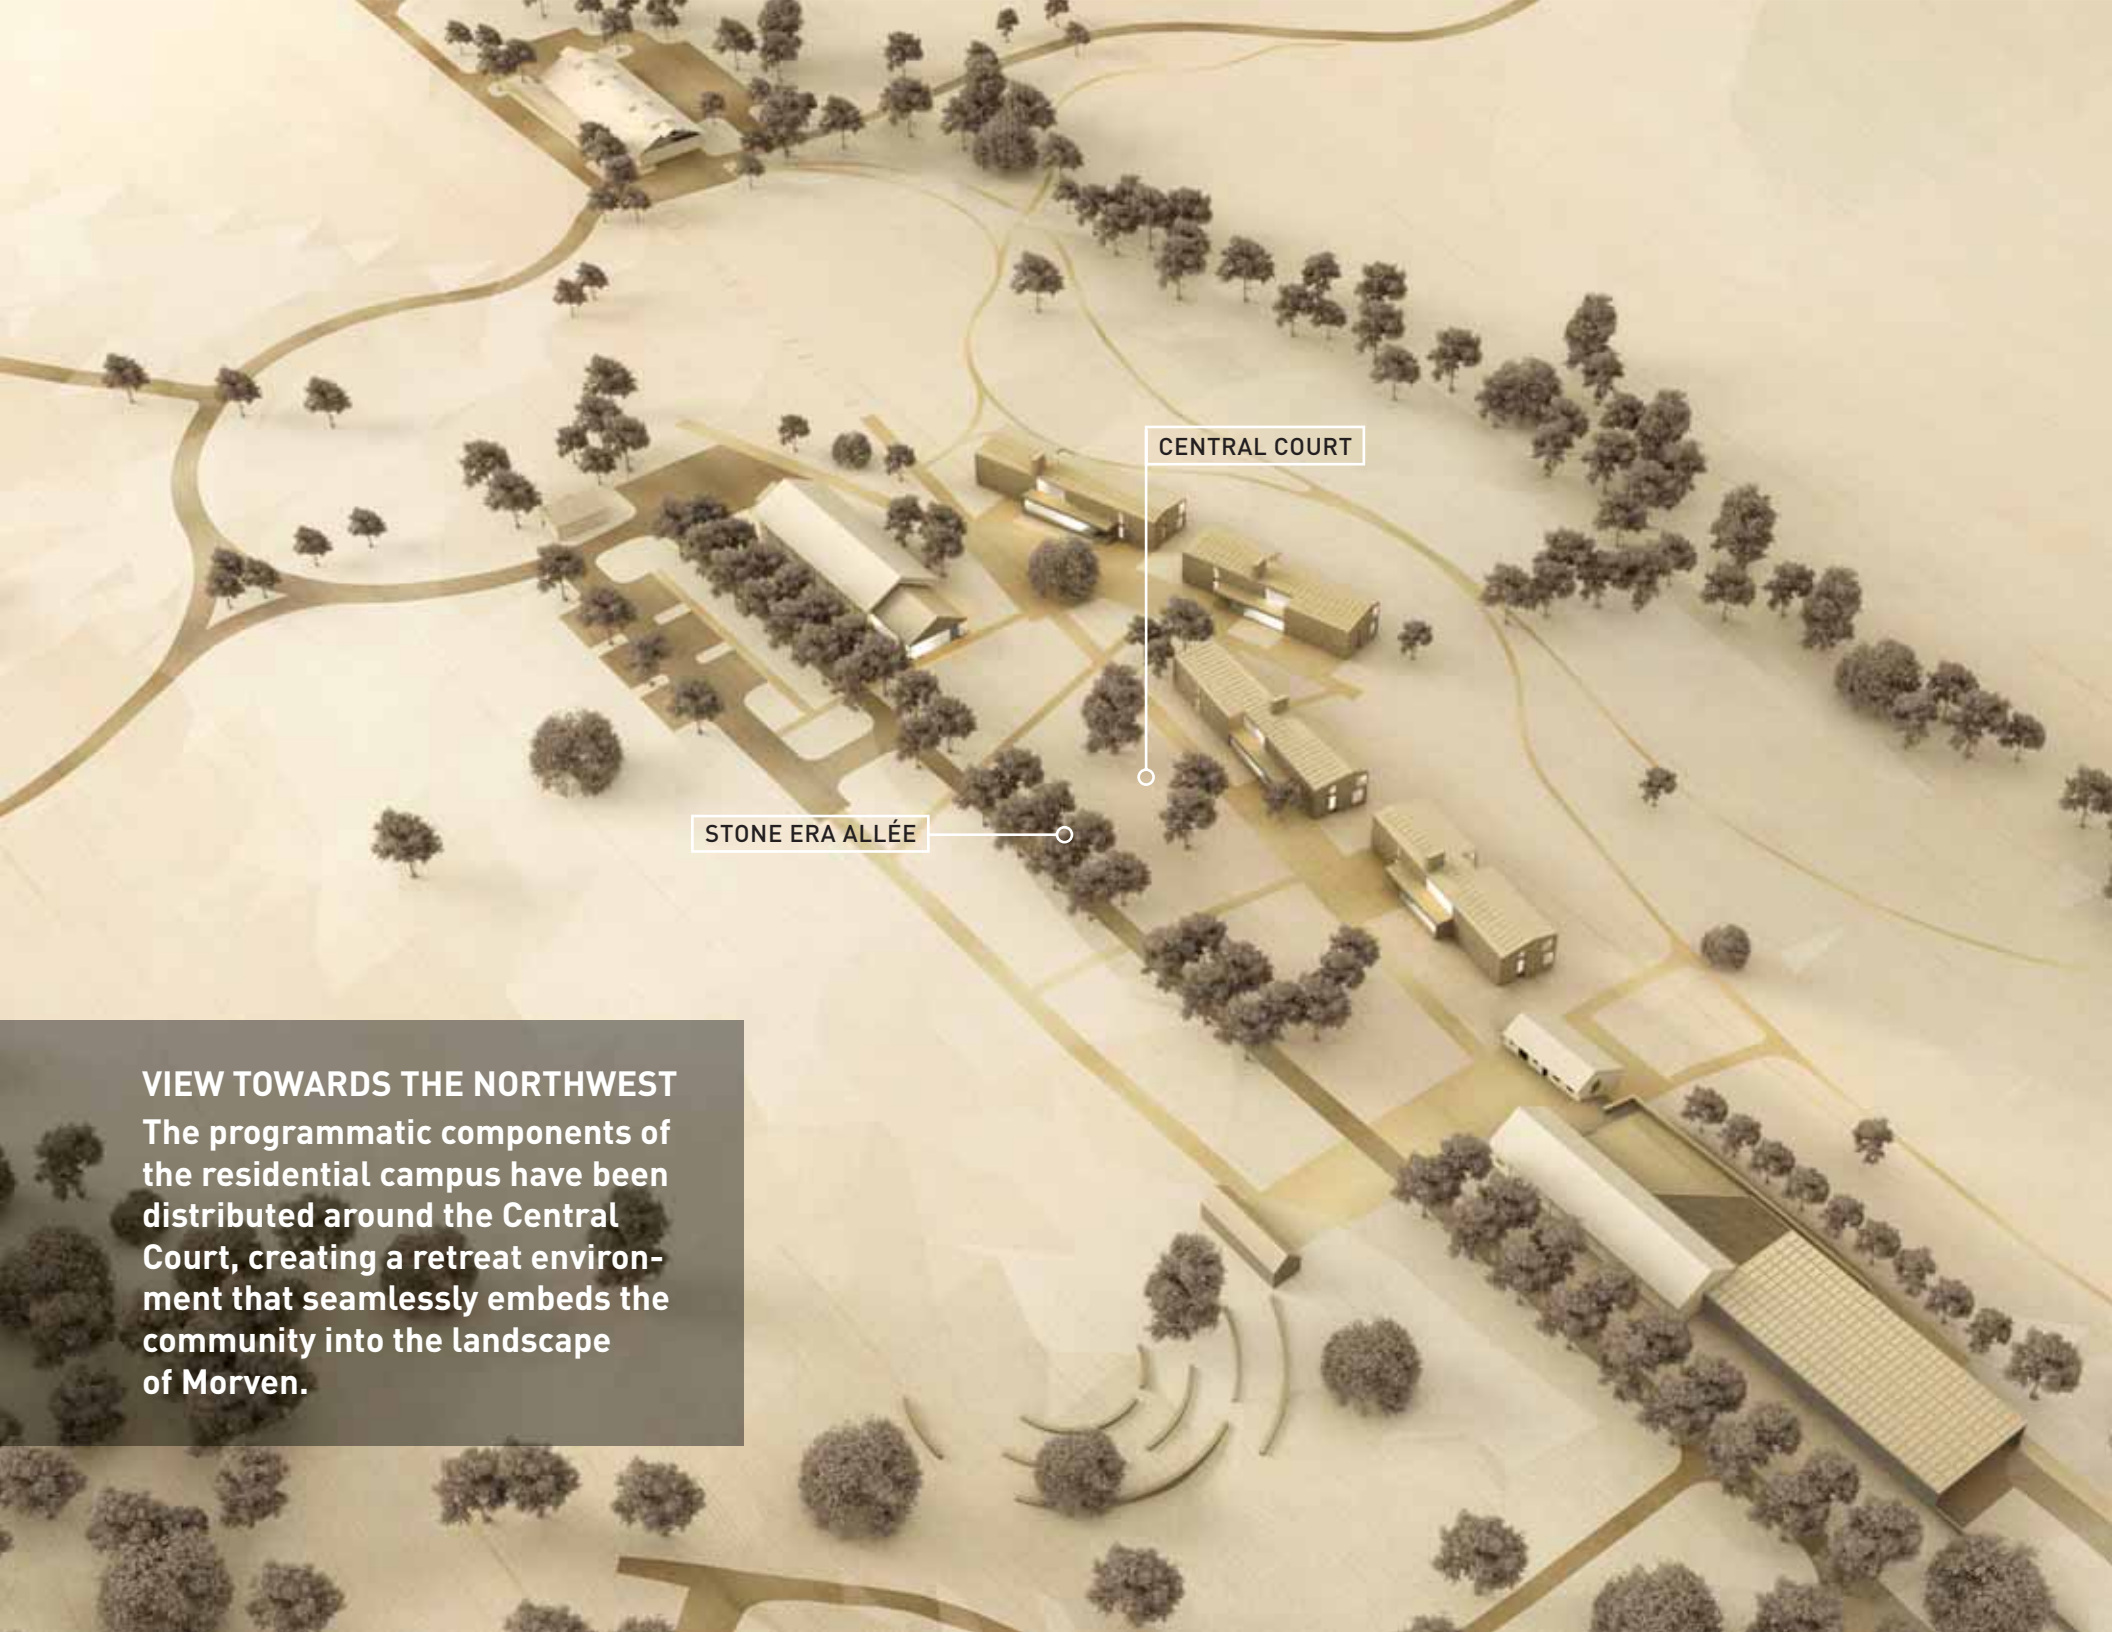 CENTRAL COURT
STONE ERA ALLÉE
VIEW TOWARDS THE NORTHWEST
The programmatic components of
the residential campus have been
distributed around the Central
Court, creating a retreat environ-
ment that seamlessly embeds the
community into the landscape
of Morven.